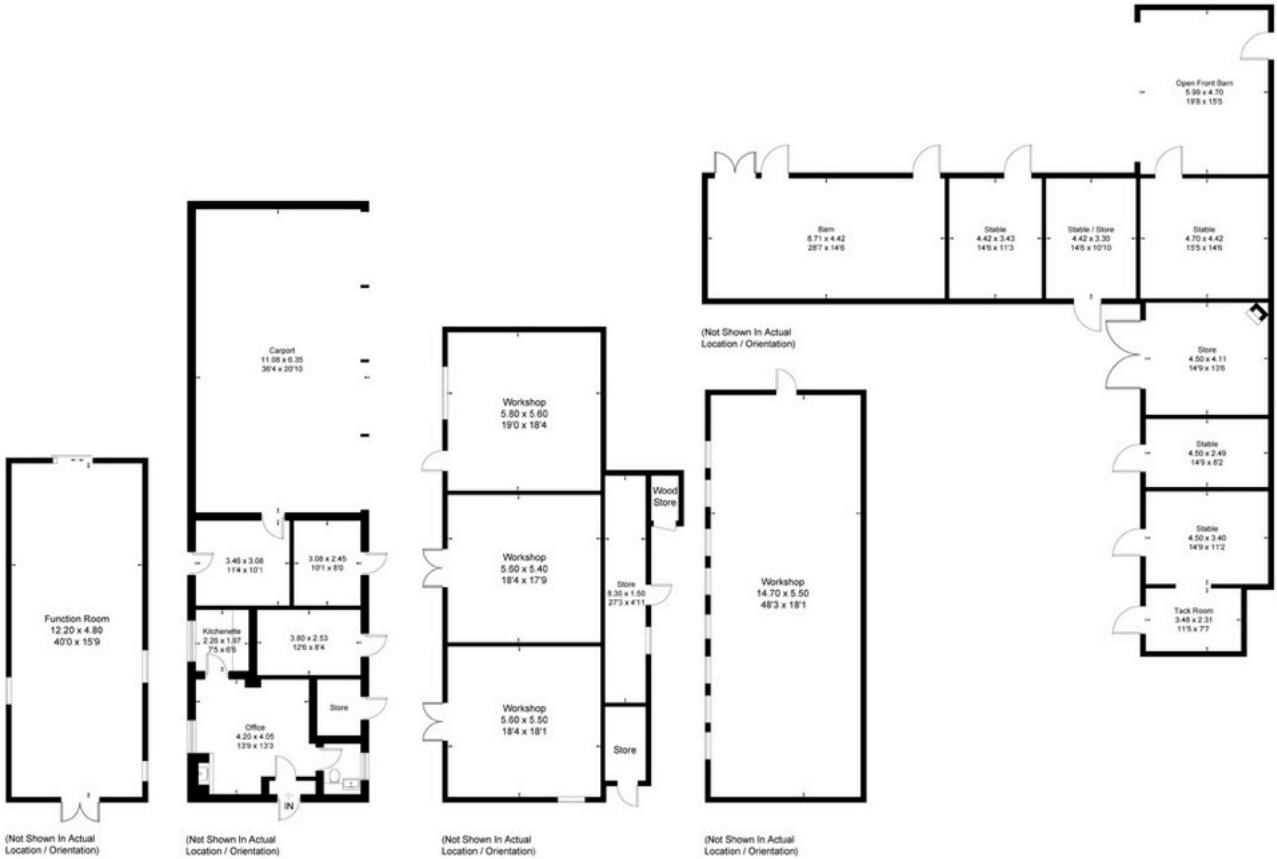 Open Front Barn
5.99 x 4.70
19'8 x 15'5
Barn
8.71 x 4.42
28'7 x 14'6
Stable
4.42 x 3.43
14'6 x 11'3
Stable / Store
4.42 x 3.30
14'6 x 10'10
Stable
4.70 x 4.42
15'5 x 14'6
(Not Shown In Actual
Location / Orientation)
Store
4.50 x 4.11
14'9 x 13'6
Stable
4.50 x 2.49
14'9 x 8'2
Stable
4.50 x 3.40
14'9 x 11'2
Tack Room
3.48 x 2.31
11'5 x 7'7
Function Room
12.20 x 4.80
40'0 x 15'9
(Not Shown In Actual
Location / Orientation)
Carport
11.08 x 6.35
36'4 x 20'10
3.46 x 3.08
11'4 x 10'1
3.08 x 2.45
10'1 x 8'0
Kitchenette
2.26 x 1.97
7'5 x 6'6
3.80 x 2.53
12'6 x 8'4
Store
Office
4.20 x 4.05
13'9 x 13'3
IN
(Not Shown In Actual
Location / Orientation)
Workshop
5.80 x 5.60
19'0 x 18'4
Workshop
5.60 x 5.40
18'4 x 17'9
Workshop
5.60 x 5.50
18'4 x 18'1
Wood
Store
Store
8.30 x 1.50
27'3 x 4'11
Store
(Not Shown In Actual
Location / Orientation)
Workshop
14.70 x 5.50
48'3 x 18'1
(Not Shown In Actual
Location / Orientation)